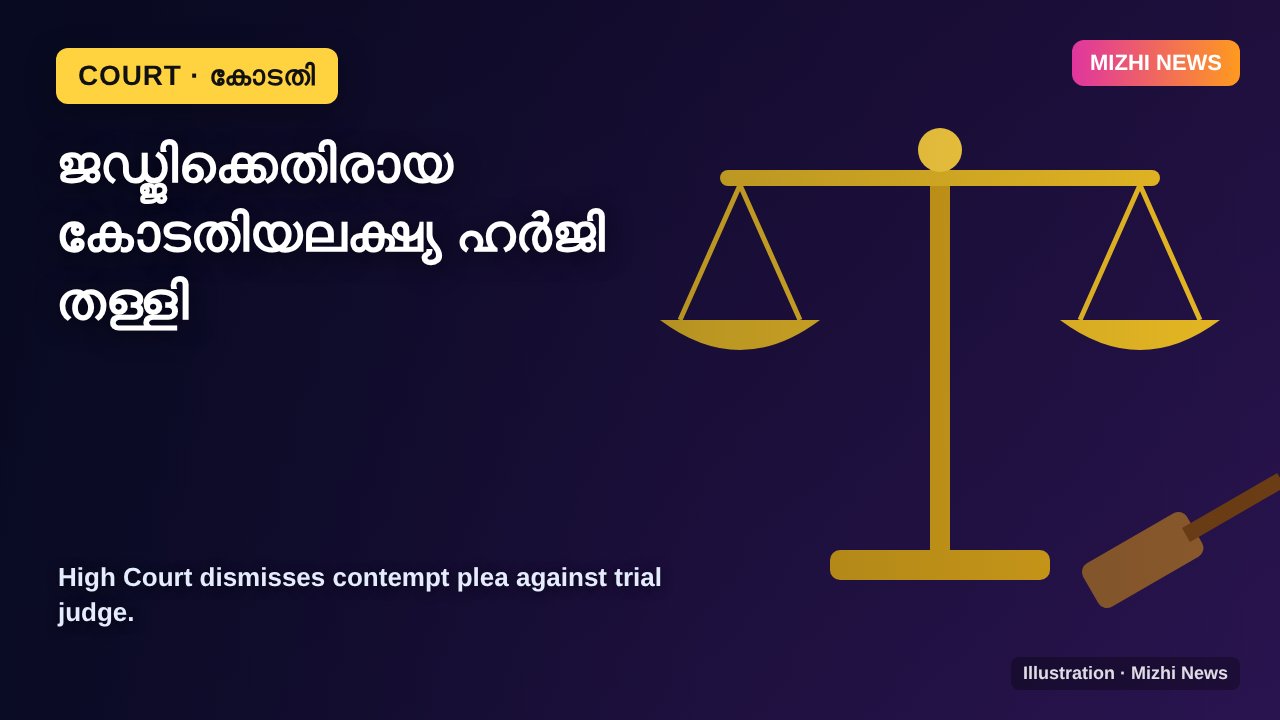 COURT · കോടതി
MIZHI NEWS
ജഡ്ജിക്കെതിരായ
കോടതിയലക്ഷ്യ ഹർജി
തള്ളി
High Court dismisses contempt plea against trial
judge.
Illustration · Mizhi News